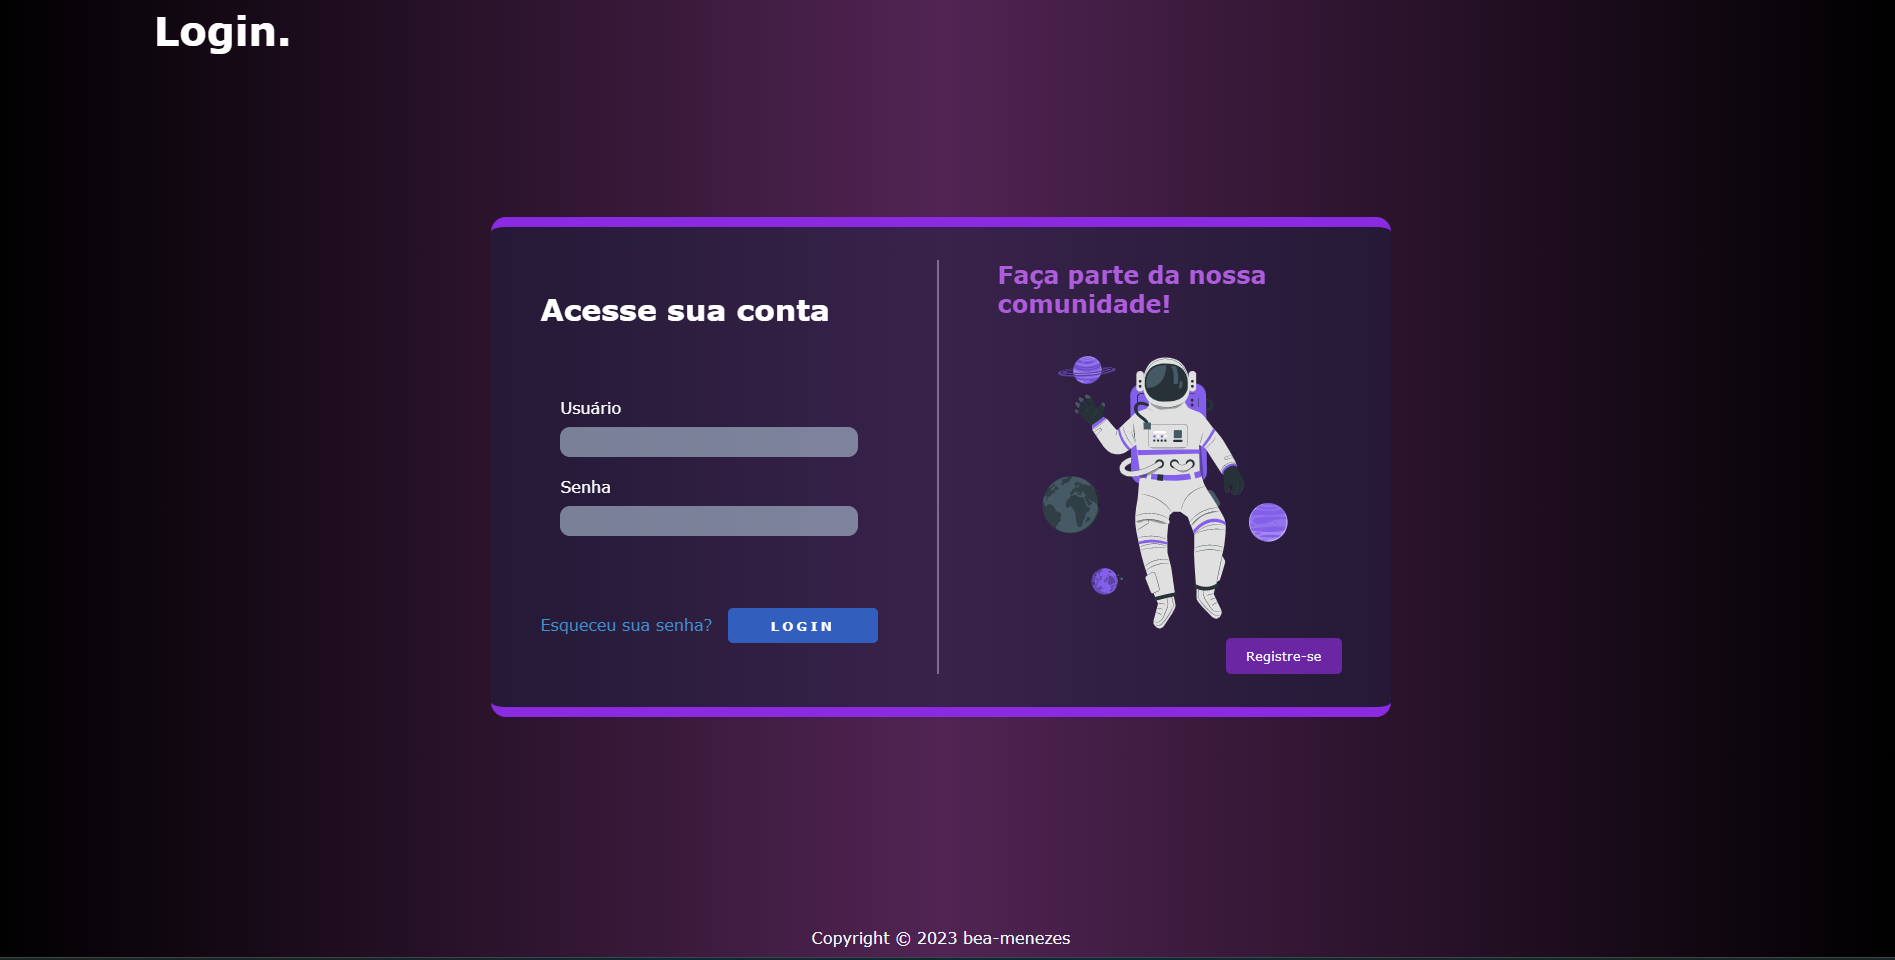 Login.
Acesse sua conta
Usuário
Senha
Esqueceu sua senha?
LOGIN
Faça parte da nossa
comunidade!
Registre-se
Copyright © 2023 bea-menezes